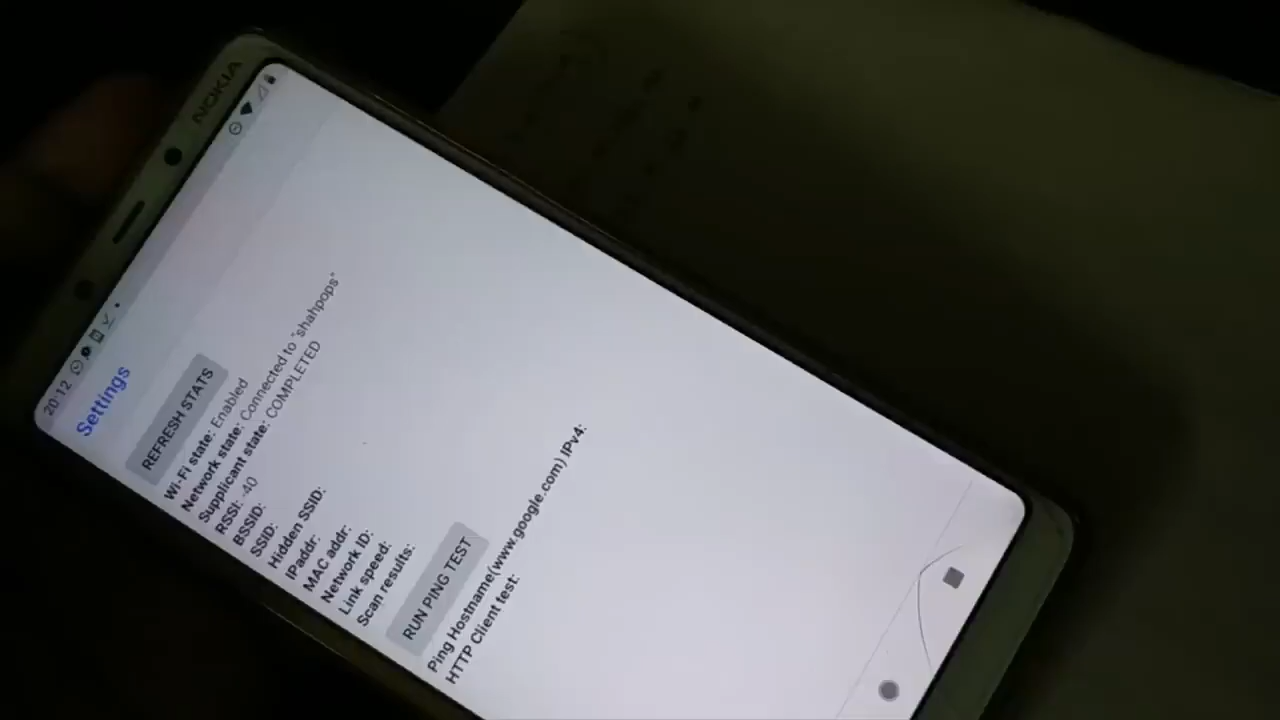 NOKIA
20:12
Settings
REFRESH STATS
Wi-Fi state: Enabled
Network state: Connected to "shahpops"
Supplicant state: COMPLETED
RSSI: -40
BSSID:
SSID:
Hidden SSID:
IPaddr:
MAC addr:
Network ID:
Link speed:
Scan results:
RUN PING TEST
Ping Hostname(www.google.com) IPv4:
HTTP Client test: